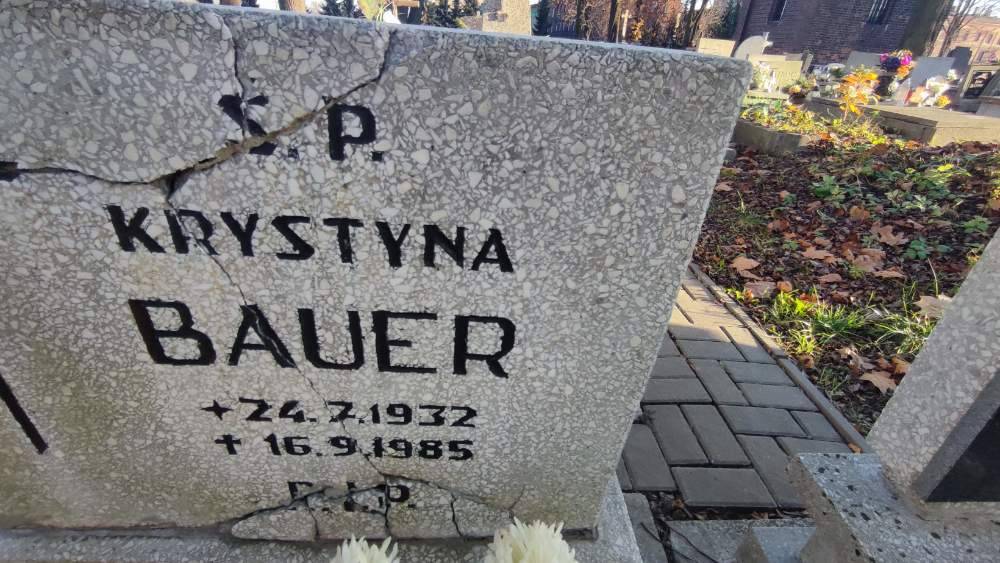 Ś.P.
KRYSTYNA
BAUER
+24.7.1932
+16.9.1985
R.I.P.